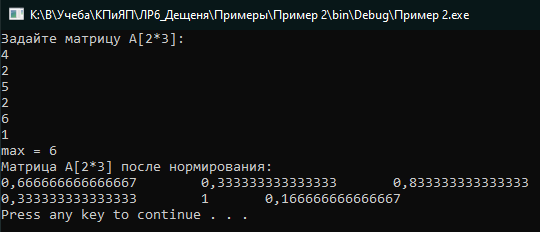 K:\В\Учеба\КПиЯП\ЛР6_Дещеня\Примеры\Пример 2\bin\Debug\Пример 2.exe
Задайте матрицу A[2*3]:
4
2
5
2
6
1
max = 6
Матрица A[2*3] после нормирования:
0,666666666666667 0,333333333333333 0,833333333333333
0,333333333333333 1 0,166666666666667
Press any key to continue . . .